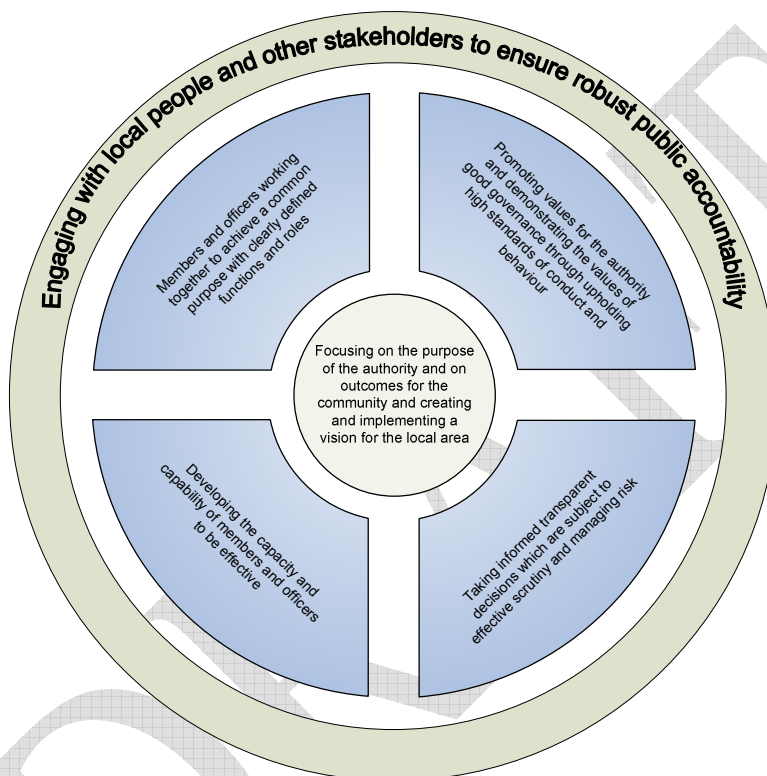 Engaging with local people and other stakeholders to ensure robust public accountability
Members and officers working
together to achieve a common
purpose with clearly defined
functions and roles
Promoting values for the authority
and demonstrating the values of
good governance through upholding
high standards of conduct and
behaviour
Focusing on the purpose
of the authority and on
outcomes for the
community and creating
and implementing a
vision for the local area
Developing the capacity and
capability of members and officers
to be effective
Taking informed transparent
decisions which are subject to
effective scrutiny and managing risk